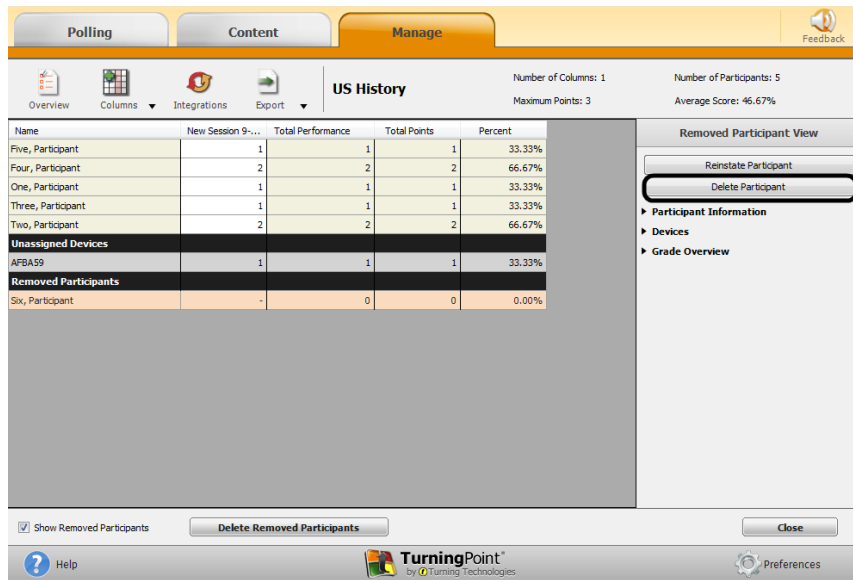 Polling Content Manage Feedback
Overview Columns Integrations Export US History
Number of Columns: 1 Number of Participants: 5
Maximum Points: 3 Average Score: 46.67%
Name New Session 9-... Total Performance Total Points Percent
Five, Participant 1 1 1 33.33%
Four, Participant 2 2 2 66.67%
One, Participant 1 1 1 33.33%
Three, Participant 1 1 1 33.33%
Two, Participant 2 2 2 66.67%
Unassigned Devices
AFBA59 1 1 1 33.33%
Removed Participants
Six, Participant - 0 0 0.00%
Removed Participant View
Reinstate Participant
Delete Participant
Participant Information
Devices
Grade Overview
Show Removed Participants Delete Removed Participants Close
Help TurningPoint® Preferences
by Turning Technologies